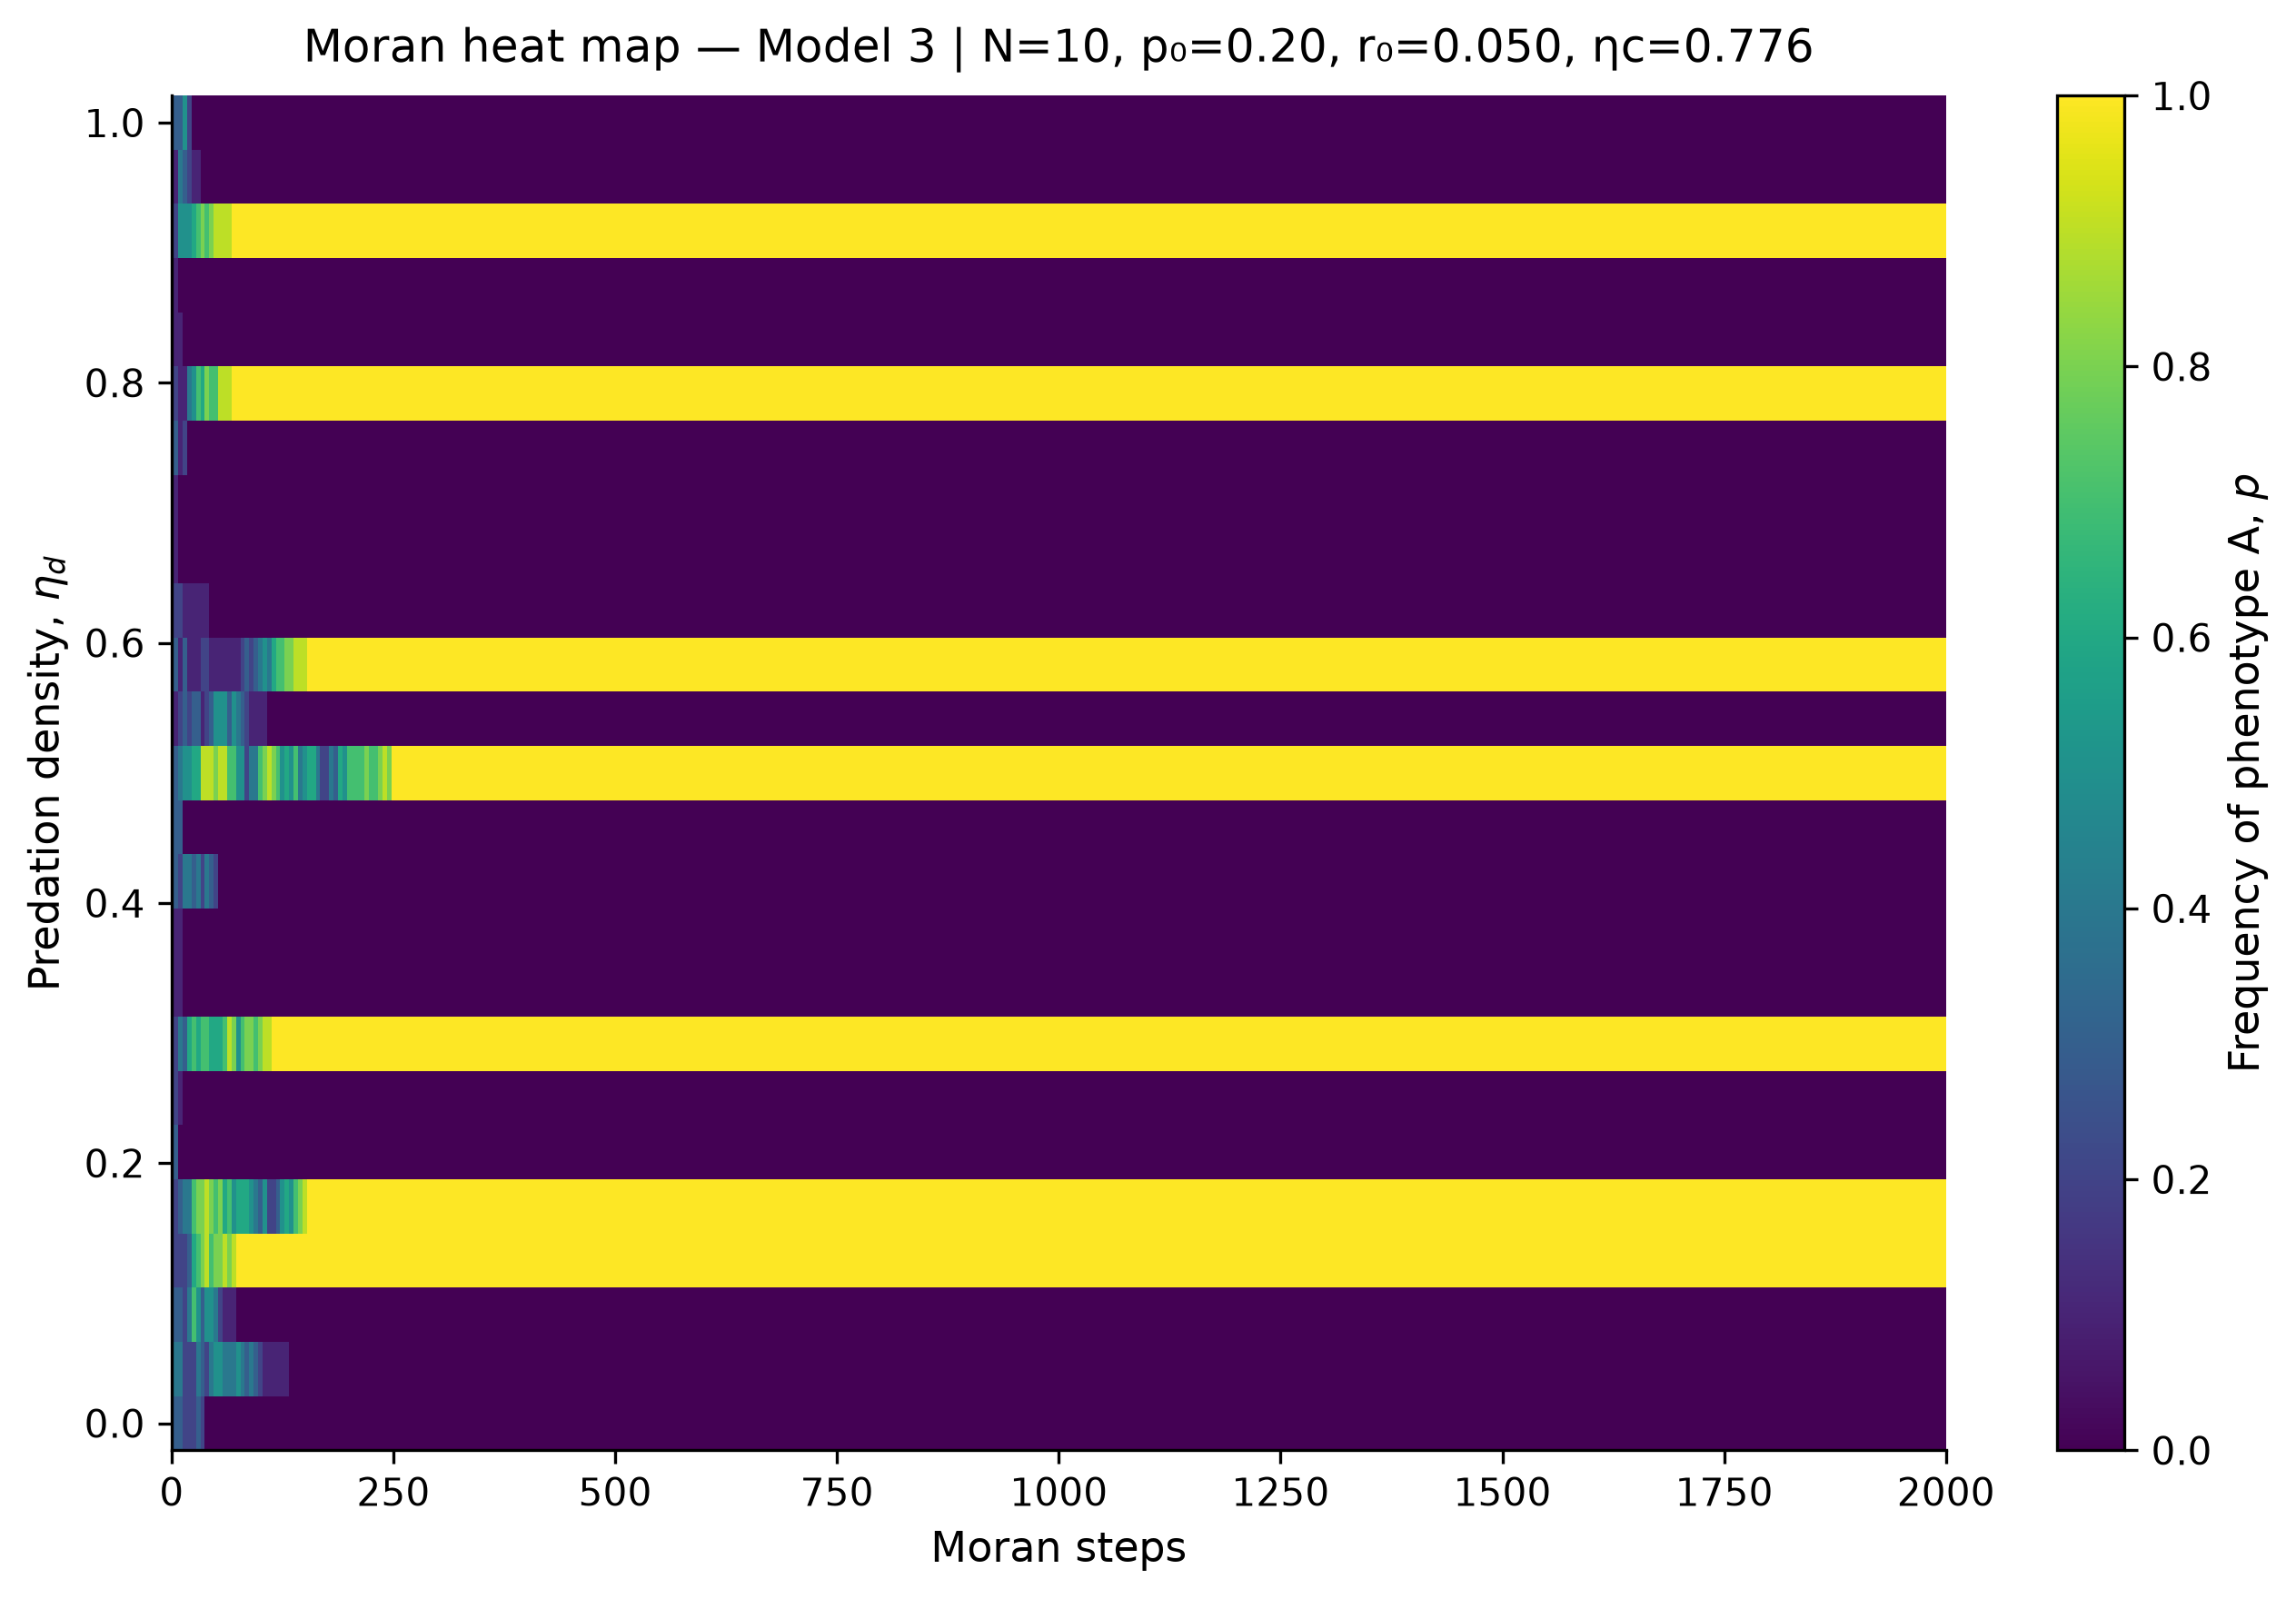 Moran heat map — Model 3 | N=10, p₀=0.20, r₀=0.050, ηc=0.776
Predation density, η_d
1.0
0.8
0.6
0.4
0.2
0.0
0 250 500 750 1000 1250 1500 1750 2000
Moran steps
1.0
0.8
0.6
0.4
0.2
0.0
Frequency of phenotype A, p